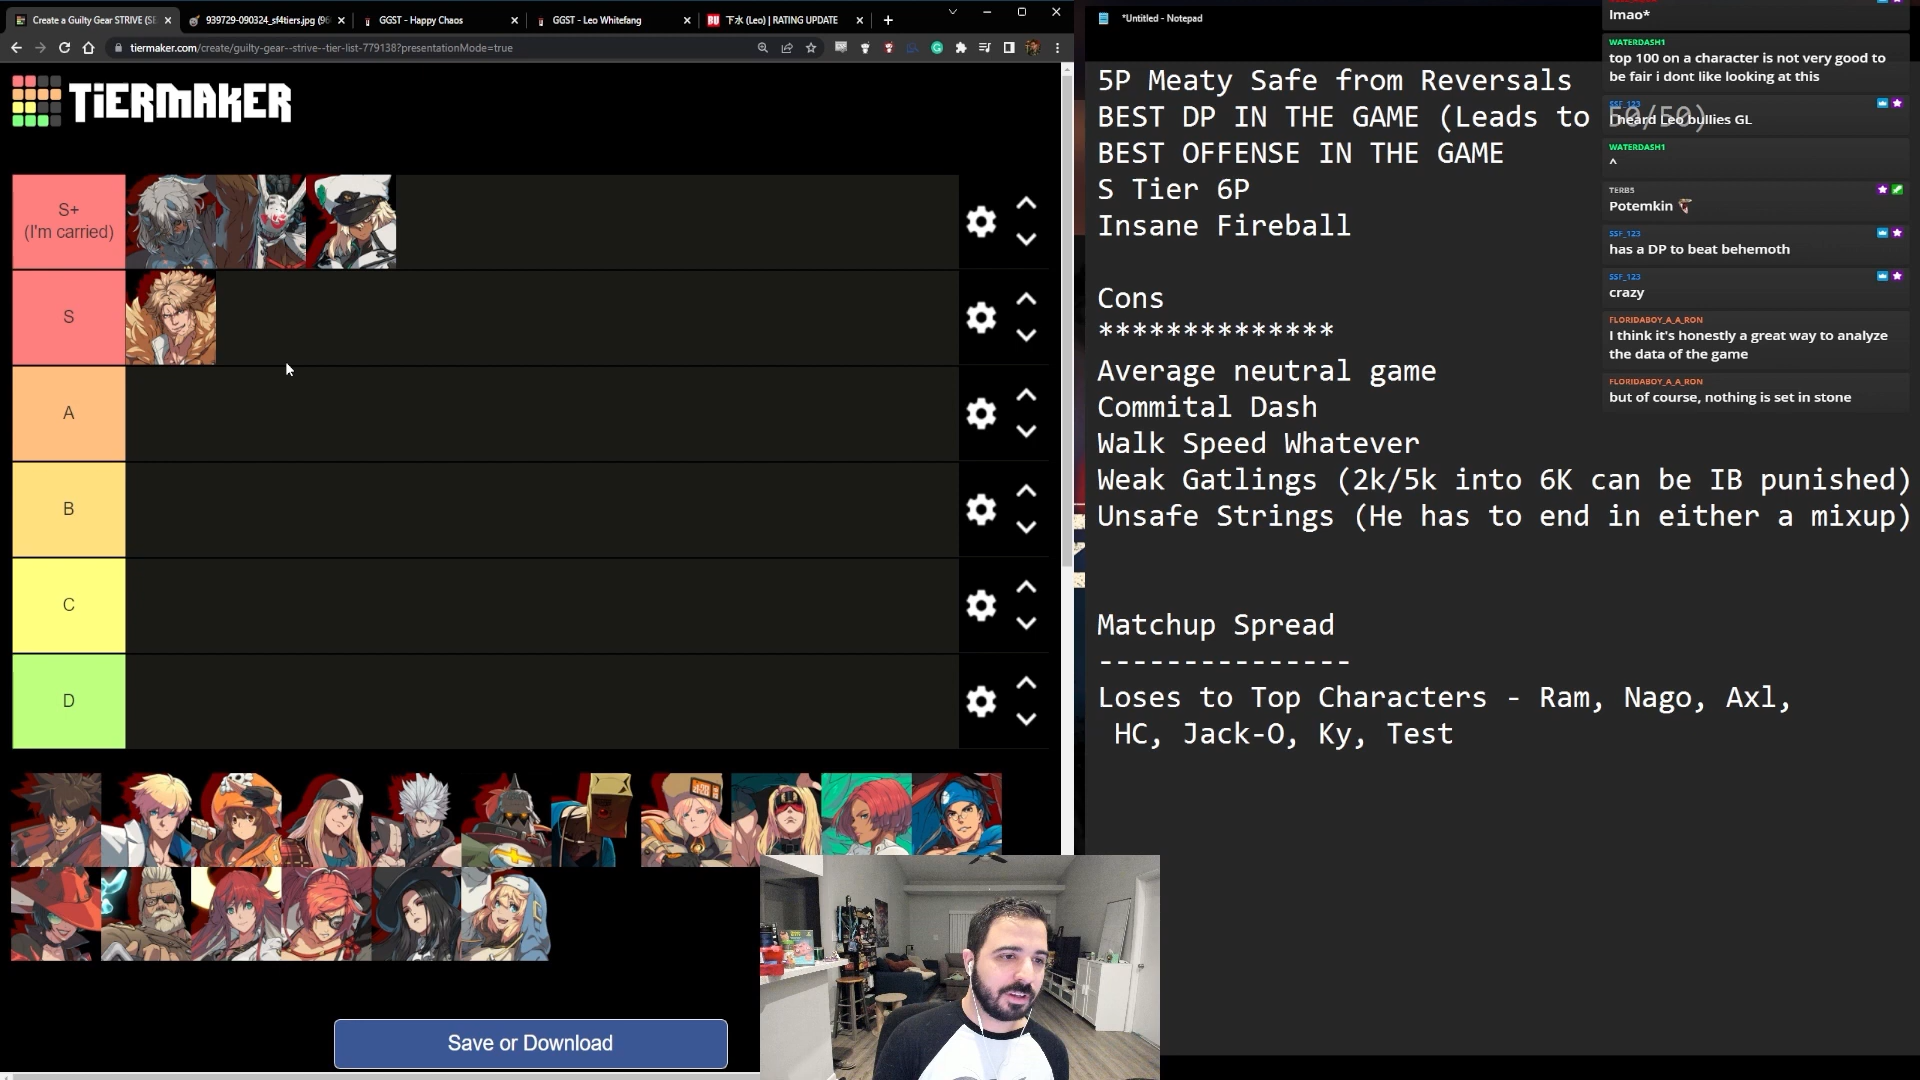 Create a Guilty Gear STRIVE (SE
939729-090324_sf4tiers.jpg (96
GGST - Happy Chaos
GGST - Leo Whitefang
下水 (Leo) | RATING UPDATE
tiermaker.com/create/guilty-gear--strive--tier-list-779138?presentationMode=true
TiERMAKER
S+
(I'm carried)
S
A
B
C
D
Save or Download
*Untitled - Notepad
5P Meaty Safe from Reversals
BEST DP IN THE GAME (Leads to 50/50)
BEST OFFENSE IN THE GAME
S Tier 6P
Insane Fireball
Cons
**************
Average neutral game
Commital Dash
Walk Speed Whatever
Weak Gatlings (2k/5k into 6K can be IB punished)
Unsafe Strings (He has to end in either a mixup)
Matchup Spread
---------------
Loses to Top Characters - Ram, Nago, Axl,
HC, Jack-O, Ky, Test
lmao*
WATERDASH1
top 100 on a character is not very good to
be fair i dont like looking at this
SSF_123
I heard Leo bullies GL
WATERDASH1
^
TERB5
Potemkin
SSF_123
has a DP to beat behemoth
SSF_123
crazy
FLORIDABOY_A_A_RON
I think it's honestly a great way to analyze
the data of the game
FLORIDABOY_A_A_RON
but of course, nothing is set in stone